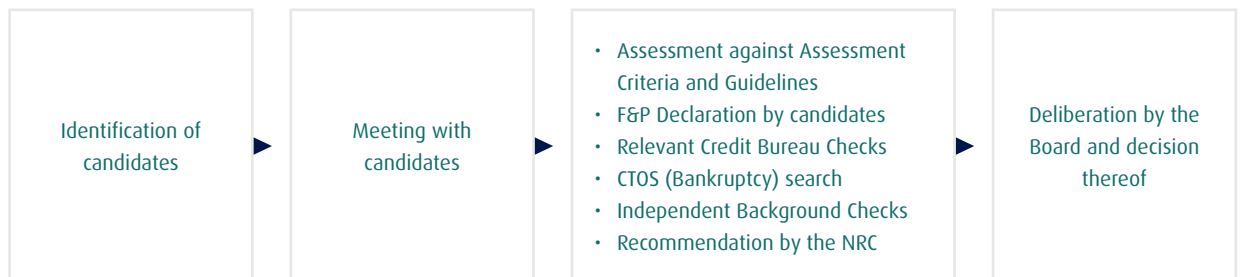 Identification of
candidates
Meeting with
candidates
• Assessment against Assessment
Criteria and Guidelines
• F&P Declaration by candidates
• Relevant Credit Bureau Checks
• CTOS (Bankruptcy) search
• Independent Background Checks
• Recommendation by the NRC
Deliberation by the
Board and decision
thereof